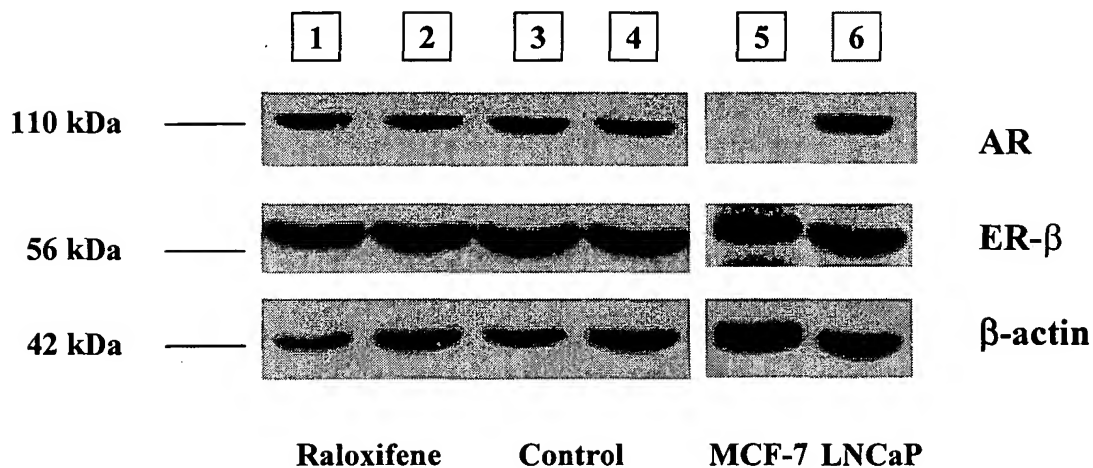 1 2 3 4 5 6
110 kDa
AR
56 kDa
ER-β
42 kDa
β-actin
Raloxifene Control MCF-7 LNCaP